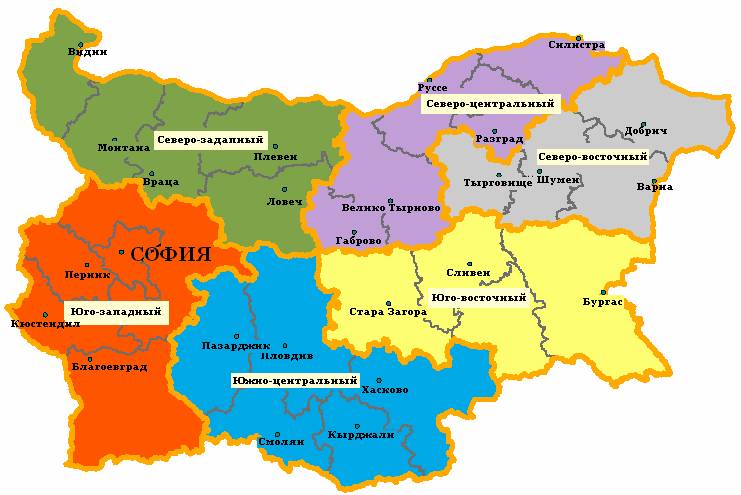 Силистра
Видин
Руссе
Северо-центральный
Добрич
Разград
Северо-задапный
Монтана
Плевен
Северо-восточный
Тырговище
Шумен
Враца
Варна
Ловеч
Велико Тырново
Габрово
СОФИЯ
Перник
Сливен
Юго-восточный
Бургас
Юго-западный
Стара Загора
Кюстендил
Пазарджик
Пловдив
Благоевград
Южно-центральный
Хасково
Смолян
Кырджали